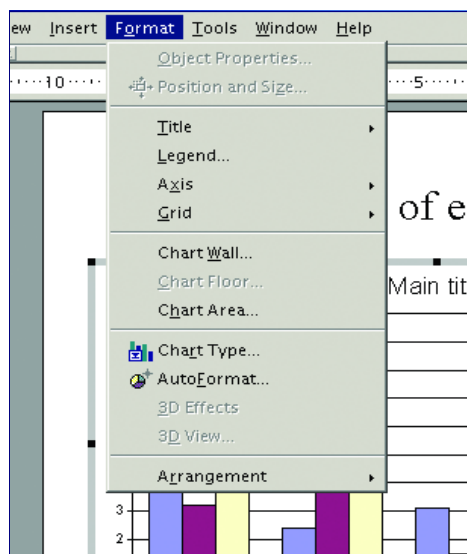 ew Insert Format Tools Window Help
Object Properties...
10 5
Position and Size...
Title
Legend...
Axis
Grid
of e
Chart Wall...
Chart Floor...
Main tit
Chart Area...
Chart Type...
AutoFormat...
3D Effects
3D View...
Arrangement
3
2